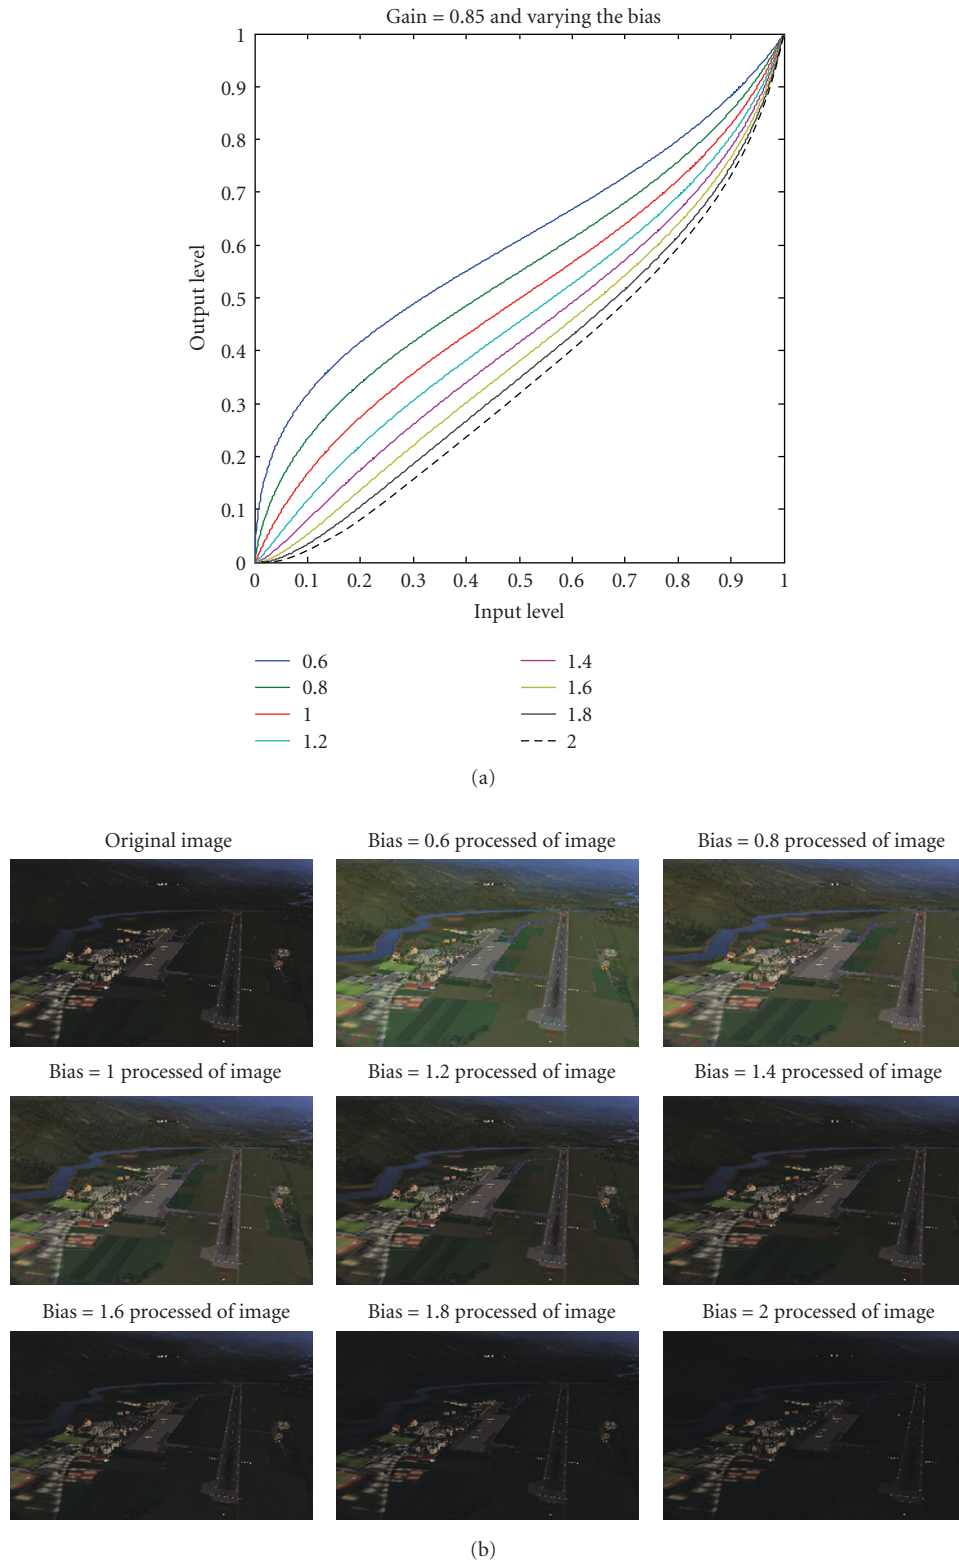 Gain = 0.85 and varying the bias
1
0.9
0.8
0.7
0.6
0.5
0.4
0.3
0.2
0.1
0
Output level
0 0.1 0.2 0.3 0.4 0.5 0.6 0.7 0.8 0.9 1
Input level
0.6
0.8
1
1.2
1.4
1.6
1.8
2
(a)
Original image
Bias = 0.6 processed of image
Bias = 0.8 processed of image
Bias = 1 processed of image
Bias = 1.2 processed of image
Bias = 1.4 processed of image
Bias = 1.6 processed of image
Bias = 1.8 processed of image
Bias = 2 processed of image
(b)